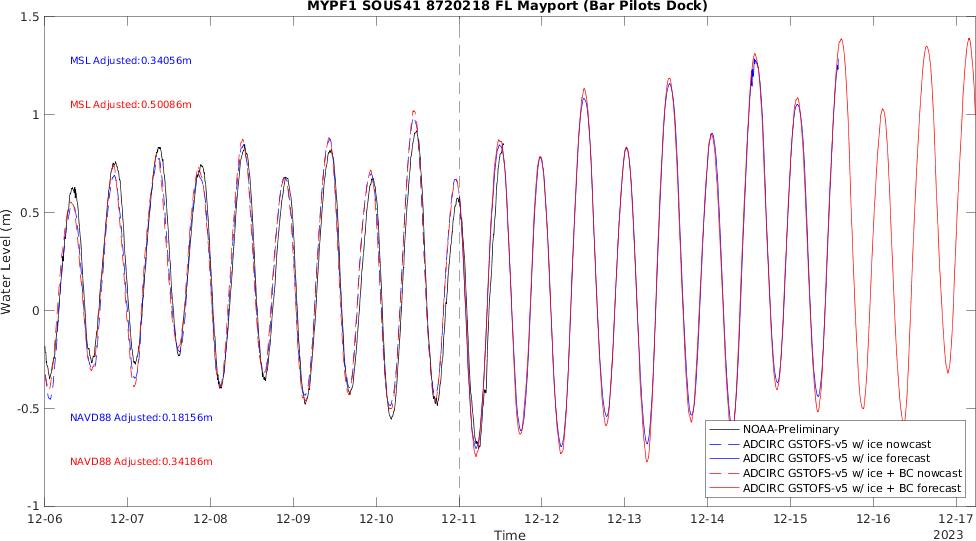 MYPF1 SOUS41 8720218 FL Mayport (Bar Pilots Dock)
1.5
1
0.5
0
-0.5
-1
Water Level (m)
MSL Adjusted:0.34056m
MSL Adjusted:0.50086m
NAVD88 Adjusted:0.18156m
NAVD88 Adjusted:0.34186m
NOAA-Preliminary
ADCIRC GSTOFS-v5 w/ ice nowcast
ADCIRC GSTOFS-v5 w/ ice forecast
ADCIRC GSTOFS-v5 w/ ice + BC nowcast
ADCIRC GSTOFS-v5 w/ ice + BC forecast
12-06 12-07 12-08 12-09 12-10 12-11 12-12 12-13 12-14 12-15 12-16 12-17
Time 2023